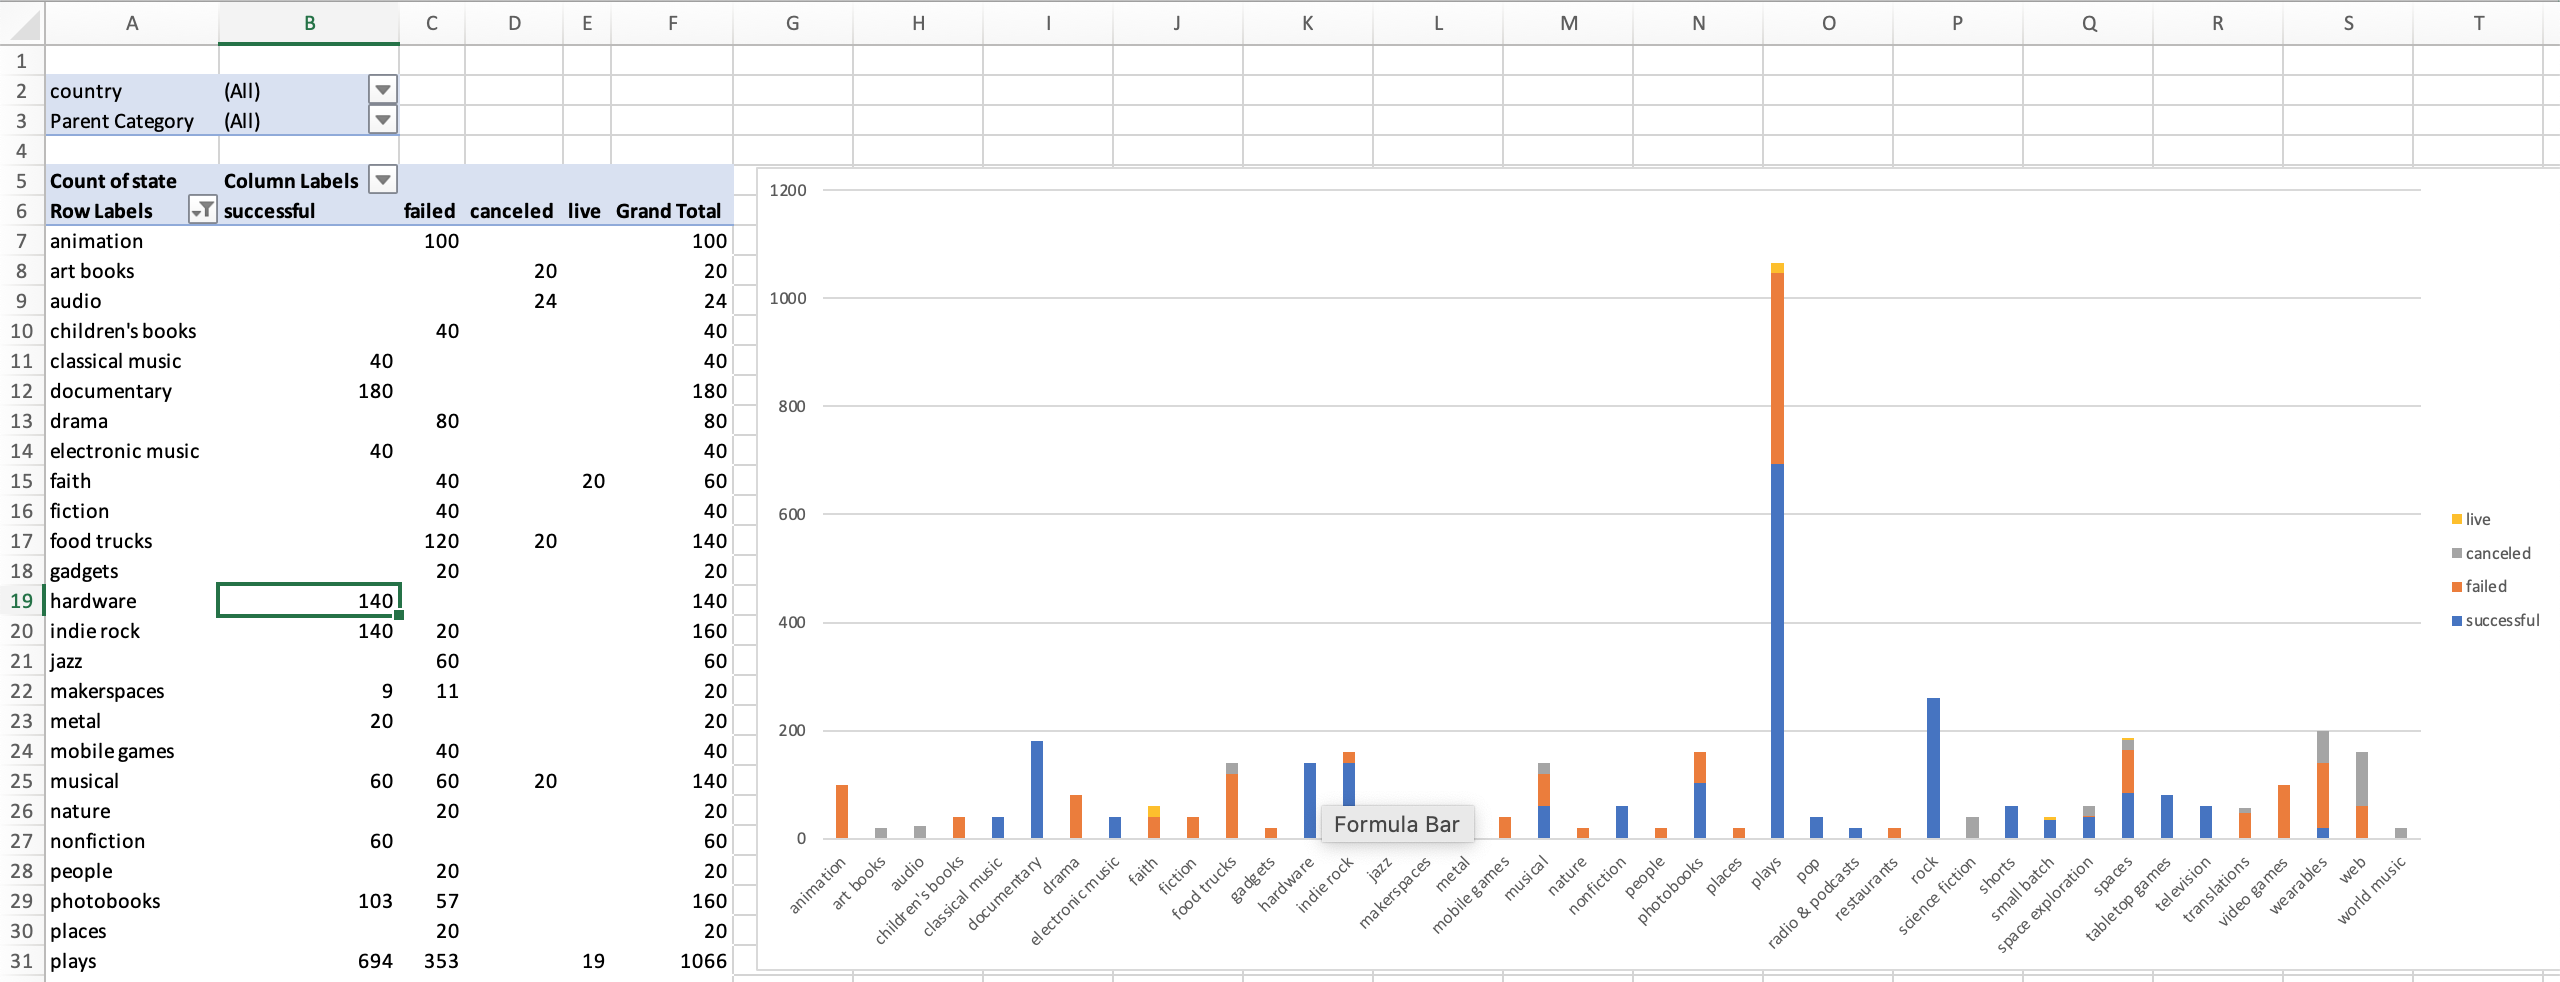 A B C D E F G H I J K L M N O P Q R S T
1
2 country (All)
3 Parent Category (All)
4
5 Count of state Column Labels
6 Row Labels successful failed canceled live Grand Total
7 animation 100 100
8 art books 20 20
9 audio 24 24
10 children's books 40 40
11 classical music 40 40
12 documentary 180 180
13 drama 80 80
14 electronic music 40 40
15 faith 40 20 60
16 fiction 40 40
17 food trucks 120 20 140
18 gadgets 20 20
19 hardware 140 140
20 indie rock 140 20 160
21 jazz 60 60
22 makerspaces 9 11 20
23 metal 20 20
24 mobile games 40 40
25 musical 60 60 20 140
26 nature 20 20
27 nonfiction 60 60
28 people 20 20
29 photobooks 103 57 160
30 places 20 20
31 plays 694 353 19 1066
1200
1000
800
600
400
200
0
Formula Bar
animation
art books
audio
children's books
classical music
documentary
drama
electronic music
faith
fiction
food trucks
gadgets
hardware
indie rock
jazz
makerspaces
metal
mobile games
musical
nature
nonfiction
people
photobooks
places
plays
pop
radio & podcasts
restaurants
rock
science fiction
shorts
small batch
space exploration
spaces
tabletop games
television
translations
video games
wearables
web
world music
live
canceled
failed
successful